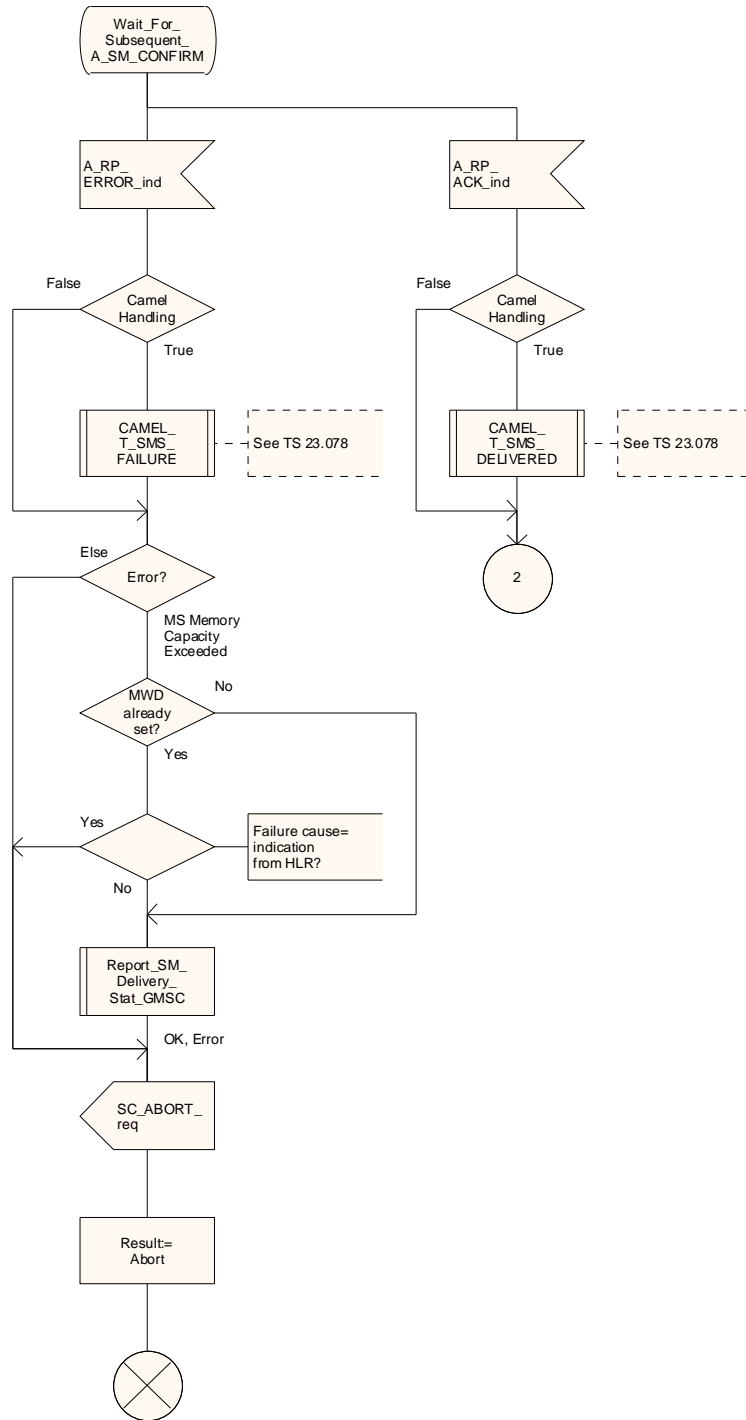 Wait_For_
Subsequent_
A_SM_CONFIRM
A_RP_
ERROR_ind
A_RP_
ACK_ind
False
Camel
Handling
True
False
Camel
Handling
True
CAMEL_
T_SMS_
FAILURE
See TS 23.078
CAMEL_
T_SMS_
DELIVERED
See TS 23.078
Else
Error?
2
MS Memory
Capacity
Exceeded
MWD
already
set?
No
Yes
Yes
Failure cause=
indication
from HLR?
No
Report_SM_
Delivery_
Stat_GMSC
OK, Error
SC_ABORT_
req
Result:=
Abort